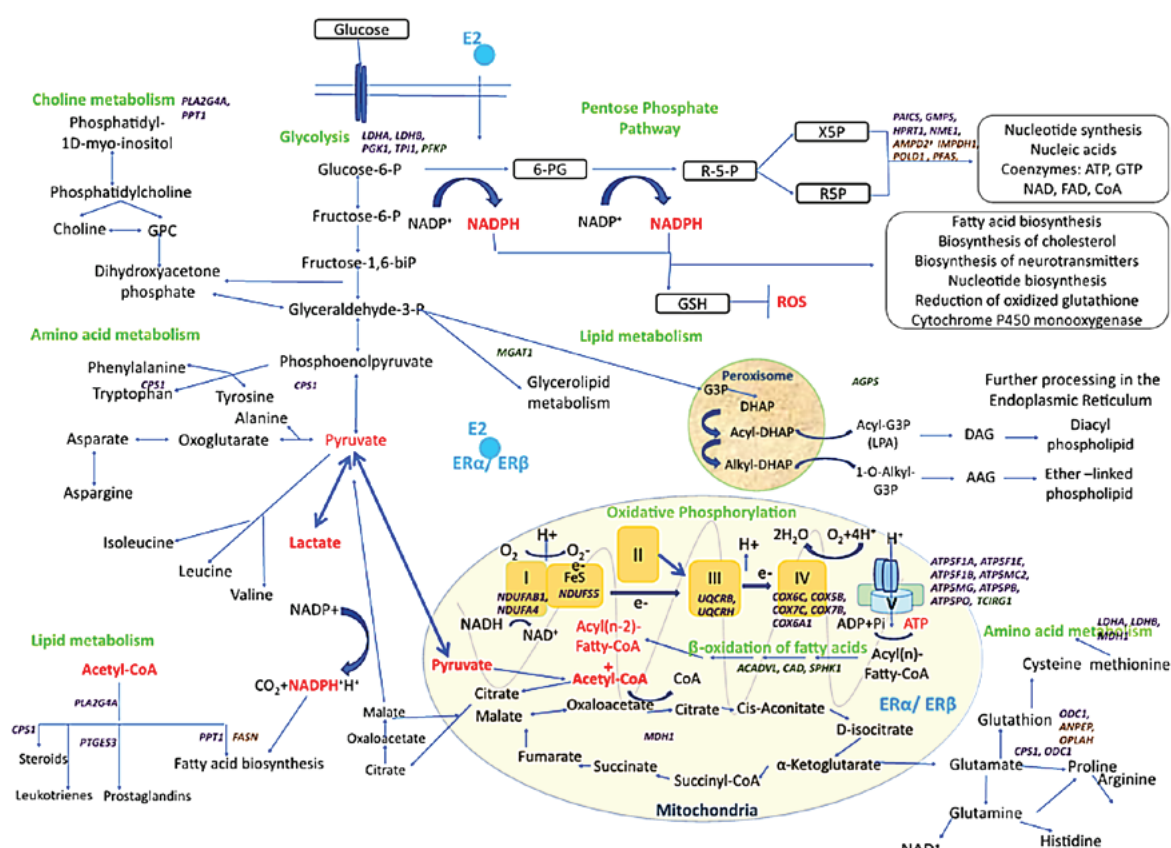 Glucose
E2
Choline metabolism
PLA2G4A,
PPT1
Phosphatidyl-
1D-myo-inositol
Phosphatidylcholine
Choline
GPC
Dihydroxyacetone
phosphate
Glycolysis
LDHA, LDHB,
PGK1, TPI1, PFKP
Glucose-6-P
Fructose-6-P
Fructose-1,6-biP
Glyceraldehyde-3-P
Phosphoenolpyruvate
Pentose Phosphate
Pathway
6-PG
R-5-P
X5P
R5P
NADP⁺
NADPH
NADP⁺
NADPH
GSH
ROS
PAICS, GMPS,
HPRT1, NME1,
AMPD2, IMPDH1,
POLD1, PFAS,
Nucleotide synthesis
Nucleic acids
Coenzymes: ATP, GTP
NAD, FAD, CoA
Fatty acid biosynthesis
Biosynthesis of cholesterol
Biosynthesis of neurotransmitters
Nucleotide biosynthesis
Reduction of oxidized glutathione
Cytochrome P450 monooxygenase
Amino acid metabolism
Phenylalanine
Tryptophan
CPS1
Tyrosine
CPS1
Alanine
Asparate
Oxoglutarate
Pyruvate
Aspargine
Isoleucine
Leucine
Valine
Lactate
Lipid metabolism
MGAT1
Glycerolipid
metabolism
E2
ERα/ ERβ
Peroxisome
G3P
DHAP
Acyl-DHAP
Alkyl-DHAP
AGPS
Acyl-G3P
(LPA)
DAG
Diacyl
phospholipid
1-O-Alkyl-
G3P
AAG
Ether –linked
phospholipid
Further processing in the
Endoplasmic Reticulum
Oxidative Phosphorylation
H+
O₂
O₂-
e-
I
FeS
NDUFAB1,
NDUFA4
NDUFS5
NADH
NAD⁺
II
e-
III
UQCRB,
UQCRH
H+
e-
2H₂O
O₂+4H⁺
IV
COX6C, COX5B,
COX7C, COX7B,
COX6A1
H⁺
V
ADP+Pi
ATP
ATP5F1A, ATP5F1E,
ATP5F1B, ATP5MC2,
ATP5MG, ATP5PB,
ATP5PO, TCIRG1
Acyl(n-2)-
Fatty-CoA
+
Acetyl-CoA
β-oxidation of fatty acids
ACADVL, CAD, SPHK1
Acyl(n)-
Fatty-CoA
CoA
Pyruvate
Citrate
Malate
Oxaloacetate
Citrate
Cis-Aconitate
ERα/ ERβ
D-isocitrate
MDH1
Fumarate
Succinate
Succinyl-CoA
α-Ketoglutarate
Mitochondria
Malate
Oxaloacetate
Citrate
NADP+
CO₂+NADPH⁺H⁺
Lipid metabolism
Acetyl-CoA
PLA2G4A
CPS1
PTGES3
PPT1
FASN
Steroids
Fatty acid biosynthesis
Leukotrienes
Prostaglandins
Amino acid metabolism
LDHA, LDHB,
MDH1
Cysteine
methionine
Glutathion
ODC1,
ANPEP,
OPLAH
CPS1, ODC1
Glutamate
Proline
Arginine
Glutamine
Histidine
NAD⁺